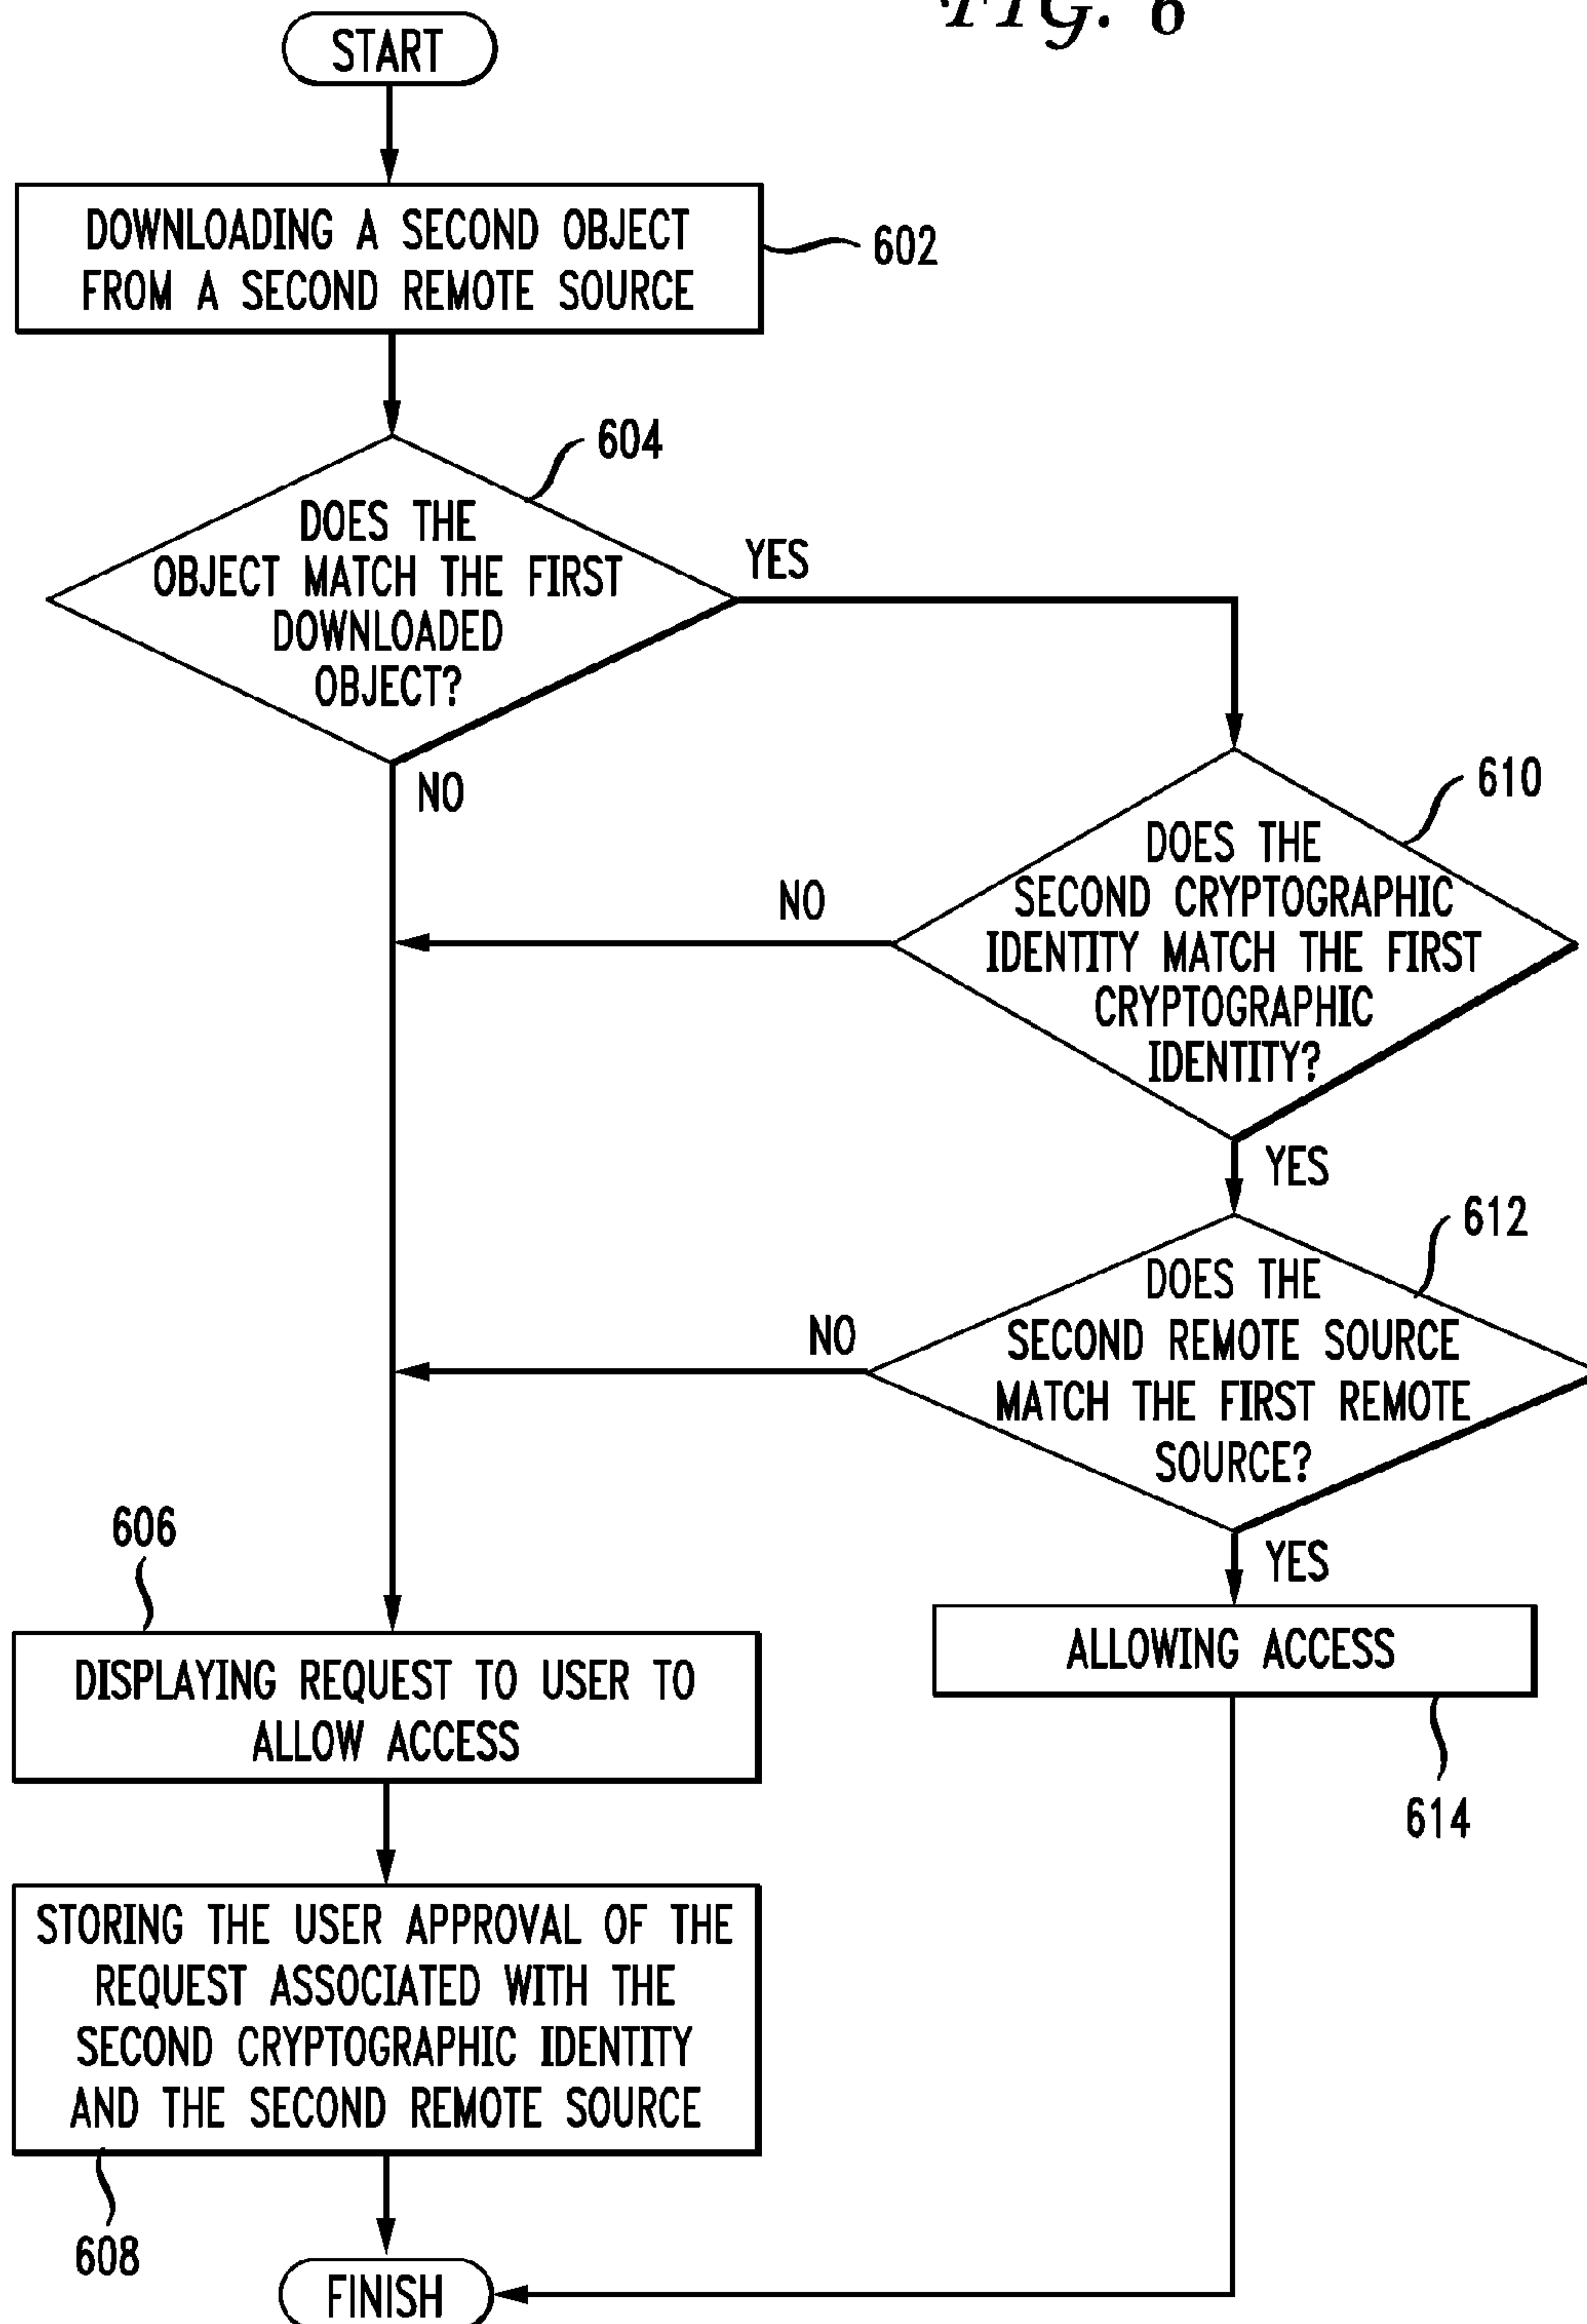 FIG. 6
START
DOWNLOADING A SECOND OBJECT
FROM A SECOND REMOTE SOURCE
602
604
DOES THE
OBJECT MATCH THE FIRST
DOWNLOADED
OBJECT?
YES
NO
610
DOES THE
SECOND CRYPTOGRAPHIC
IDENTITY MATCH THE FIRST
CRYPTOGRAPHIC
IDENTITY?
NO
YES
612
DOES THE
SECOND REMOTE SOURCE
MATCH THE FIRST REMOTE
SOURCE?
NO
YES
606
DISPLAYING REQUEST TO USER TO
ALLOW ACCESS
ALLOWING ACCESS
614
STORING THE USER APPROVAL OF THE
REQUEST ASSOCIATED WITH THE
SECOND CRYPTOGRAPHIC IDENTITY
AND THE SECOND REMOTE SOURCE
608
FINISH